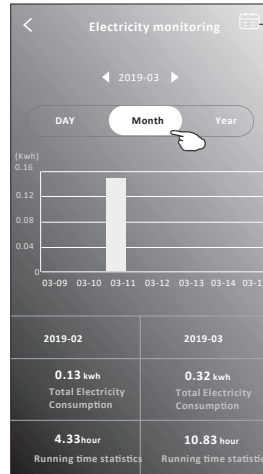 Electricity monitoring
2019-03
DAY Month Year
(Kwh)
0.16
0.12
0.08
0.04
0
03-09 03-10 03-11 03-12 03-13 03-14
2019-02 2019-03
0.13 kwh 0.32 kwh
Total Electricity Total Electricity
Consumption Consumption
4.33hour 10.83 hour
Running time statistics Running time